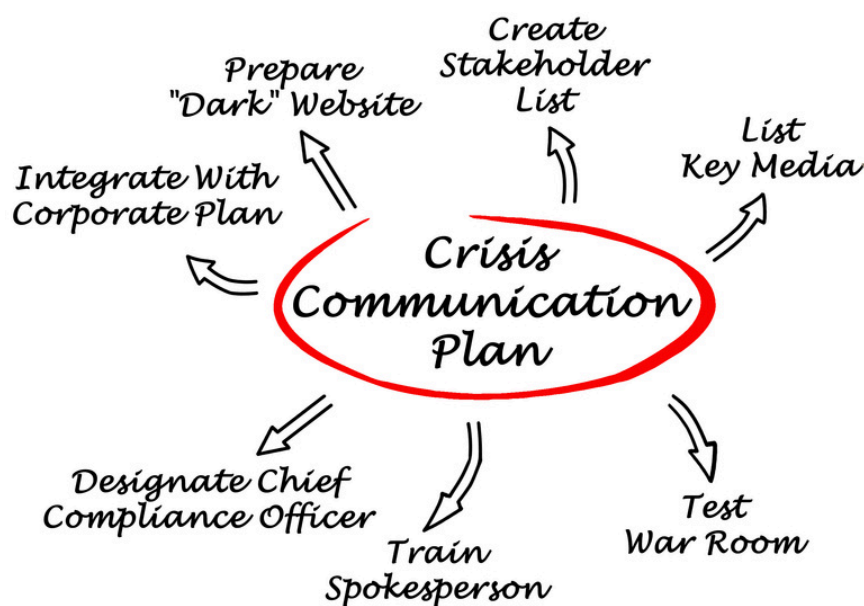 Create
Stakeholder
List
Prepare
"Dark" Website
List
Key Media
Integrate With
Corporate Plan
Crisis
Communication
Plan
Designate Chief
Compliance Officer
Train
Spokesperson
Test
War Room